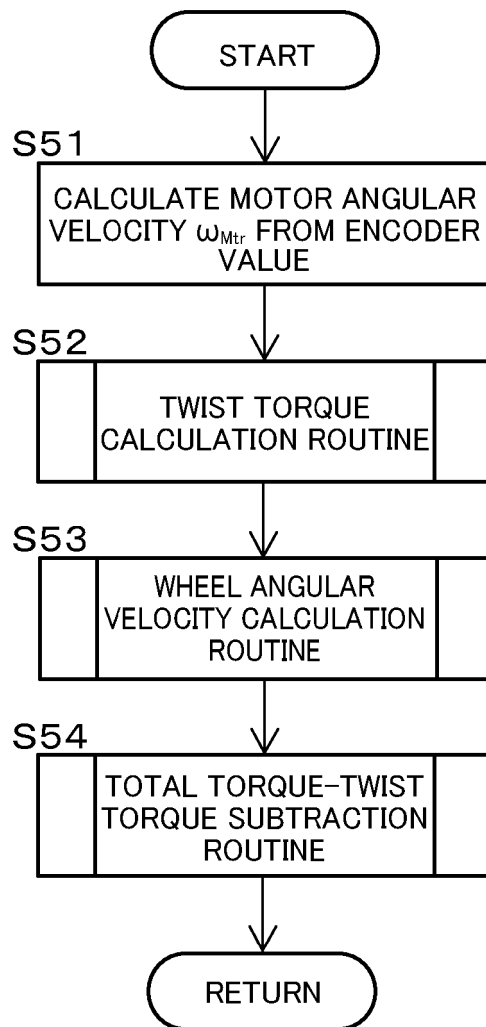 START
S51
CALCULATE MOTOR ANGULAR
VELOCITY ωMtr FROM ENCODER
VALUE
S52
TWIST TORQUE
CALCULATION ROUTINE
S53
WHEEL ANGULAR
VELOCITY CALCULATION
ROUTINE
S54
TOTAL TORQUE-TWIST
TORQUE SUBTRACTION
ROUTINE
RETURN